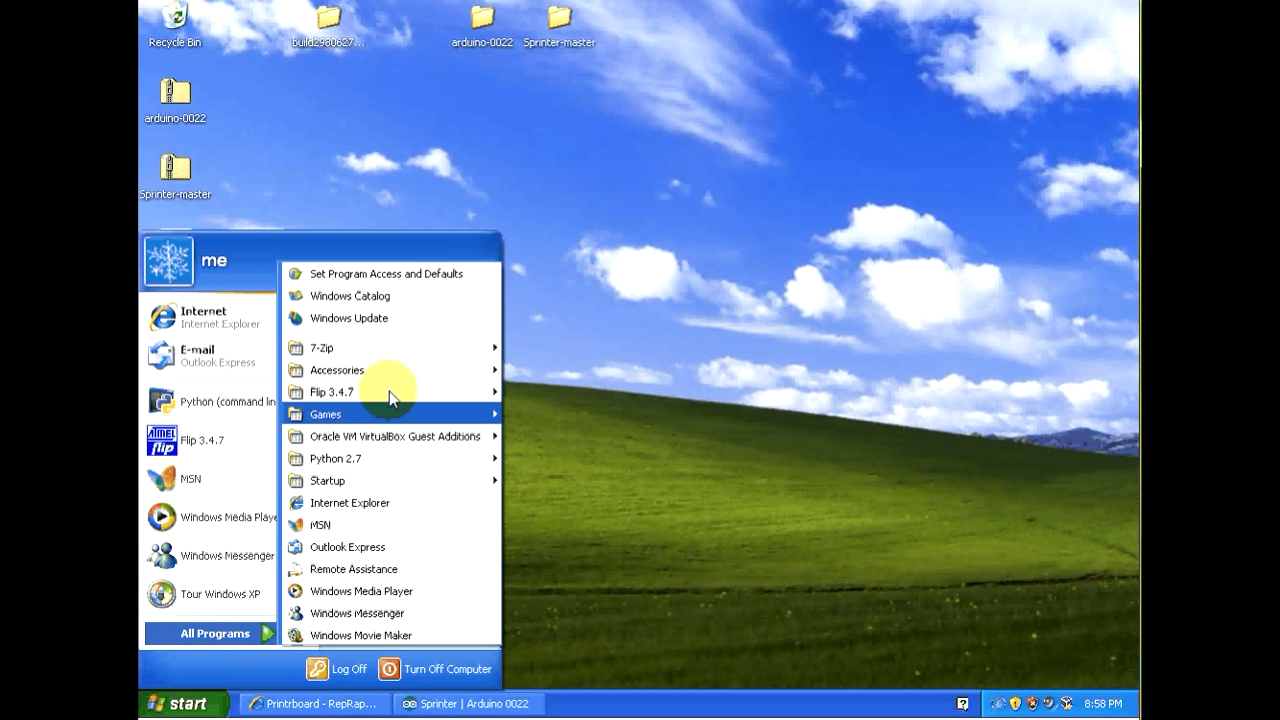 Recycle Bin
build2980627...
arduino-0022
Sprinter-master
arduino-0022
Sprinter-master
me
Internet
Internet Explorer
E-mail
Outlook Express
Python (command lin
ATMEL
flip
Flip 3.4.7
MSN
Windows Media Playe
Windows Messenger
Tour Windows XP
All Programs
Set Program Access and Defaults
Windows Catalog
Windows Update
7-Zip
Accessories
Flip 3.4.7
Games
Oracle VM VirtualBox Guest Additions
Python 2.7
Startup
Internet Explorer
MSN
Outlook Express
Remote Assistance
Windows Media Player
Windows Messenger
Windows Movie Maker
Log Off
Turn Off Computer
start
Printrboard - RepRap...
Sprinter | Arduino 0022
?
8:58 PM